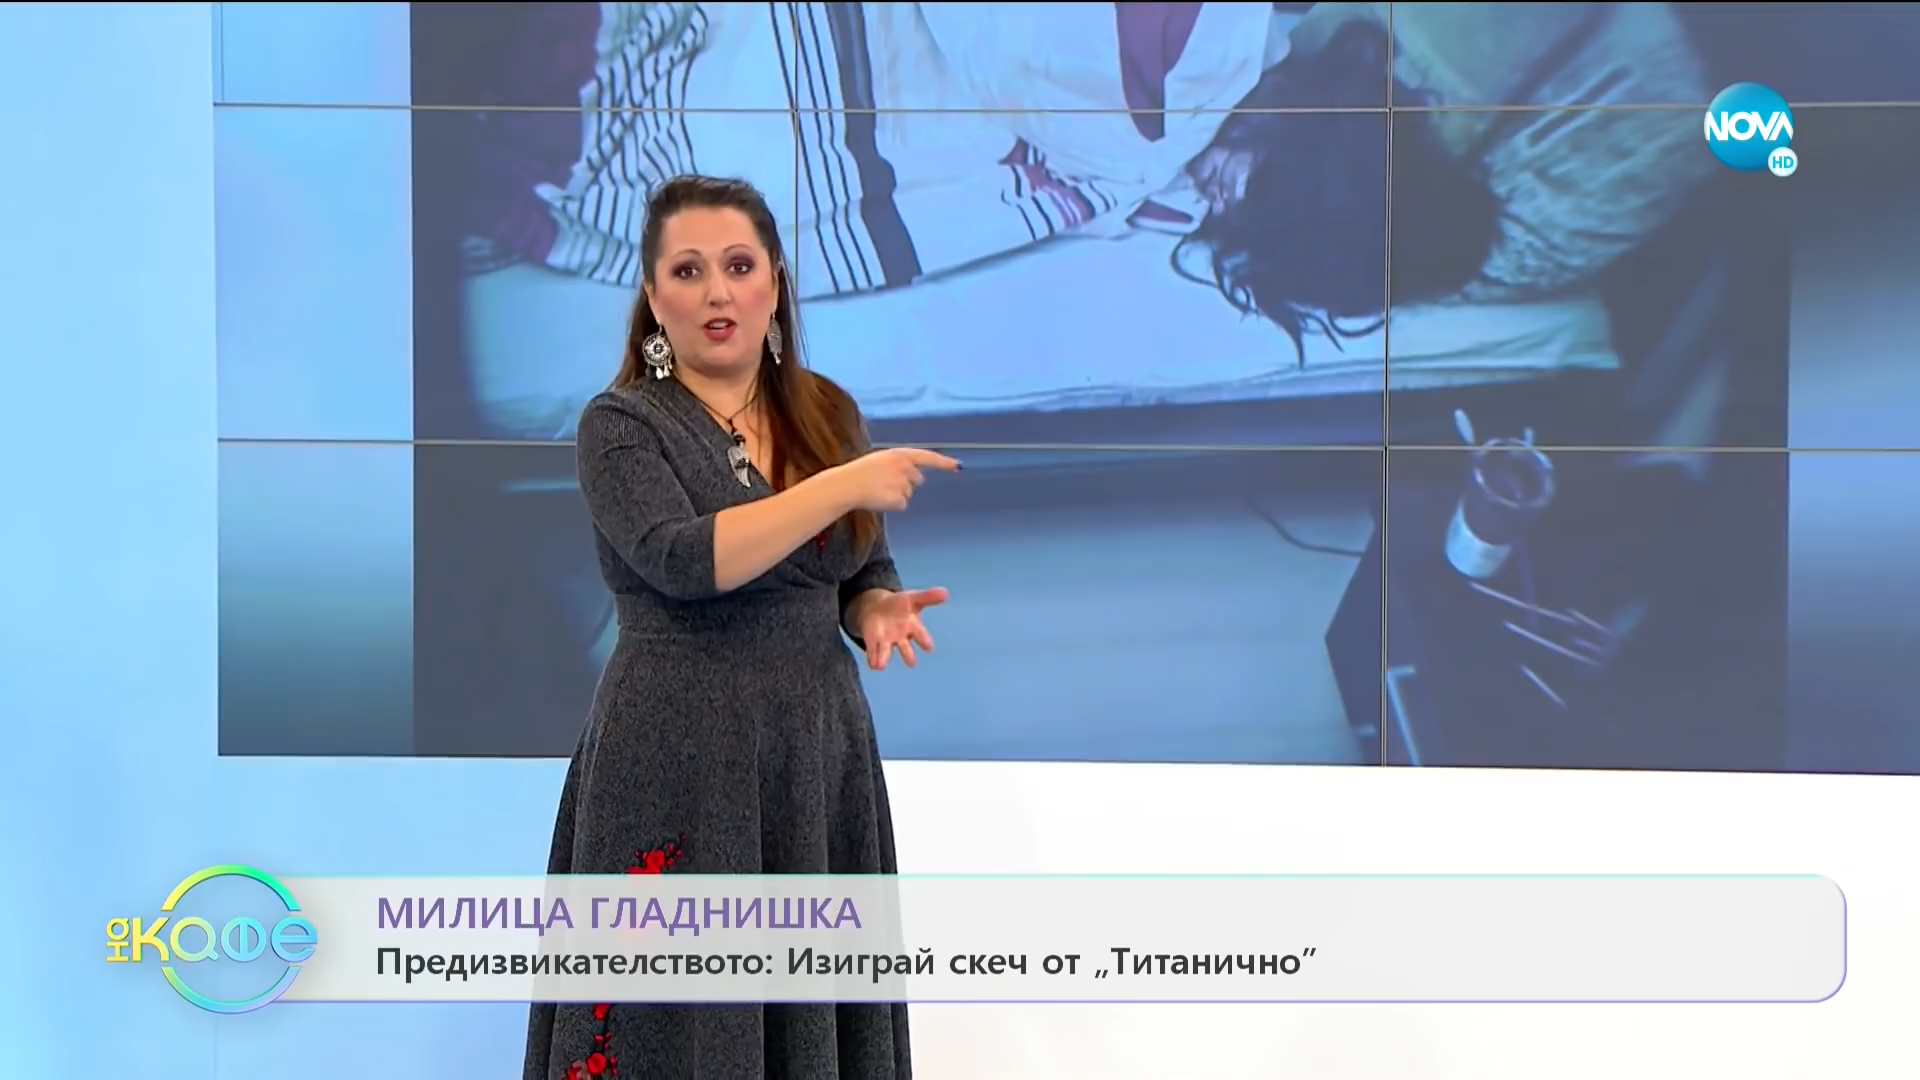 NOVA
HD
на кафе
МИЛИЦА ГЛАДНИШКА
Предизвикателството: Изиграй скеч от „Титанично”